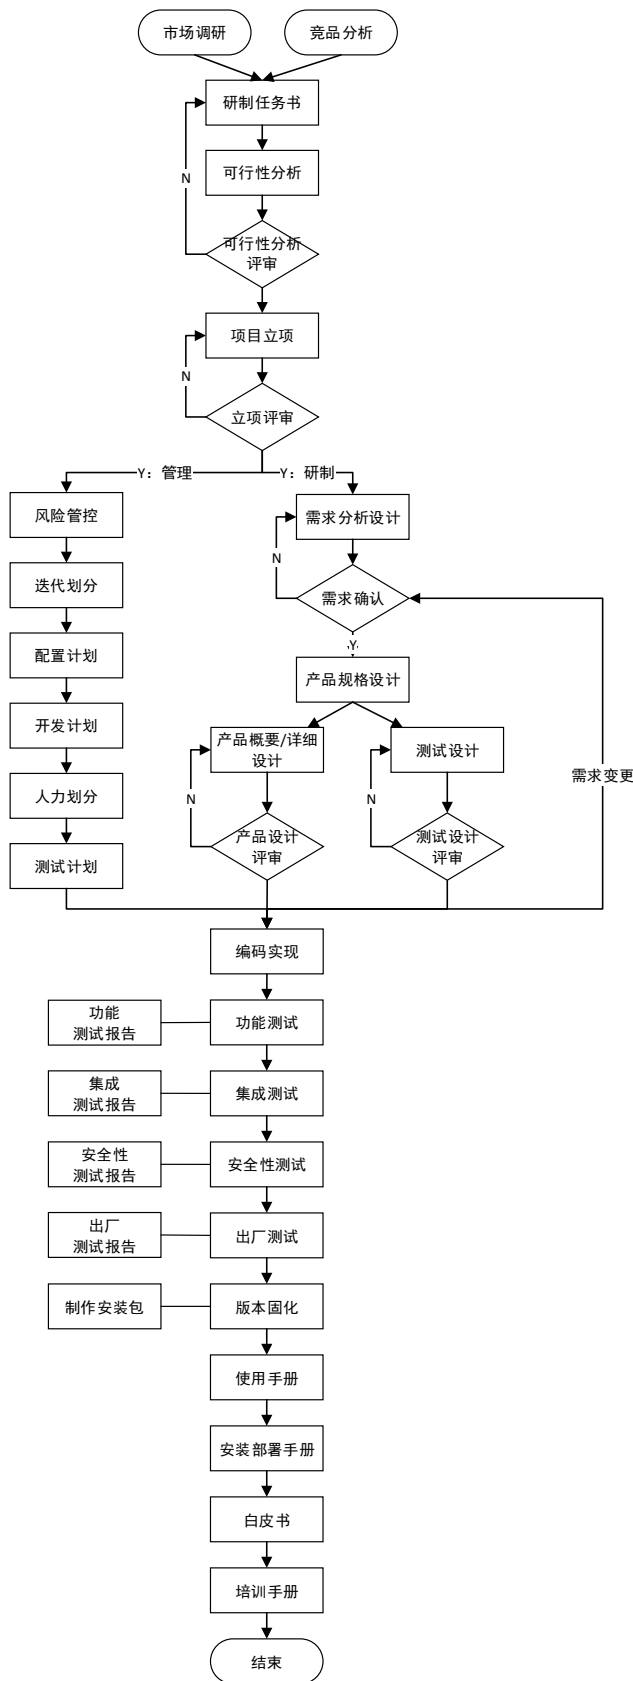 市场调研
竞品分析
研制任务书
可行性分析
N
可行性分析
评审
项目立项
N
立项评审
Y：管理
Y：研制
风险管控
需求分析设计
N
迭代划分
需求确认
Y
配置计划
产品规格设计
开发计划
产品概要/详细
设计
测试设计
需求变更
人力划分
N
N
产品设计
评审
测试设计
评审
测试计划
编码实现
功能
测试报告
功能测试
集成
测试报告
集成测试
安全性
测试报告
安全性测试
出厂
测试报告
出厂测试
制作安装包
版本固化
使用手册
安装部署手册
白皮书
培训手册
结束